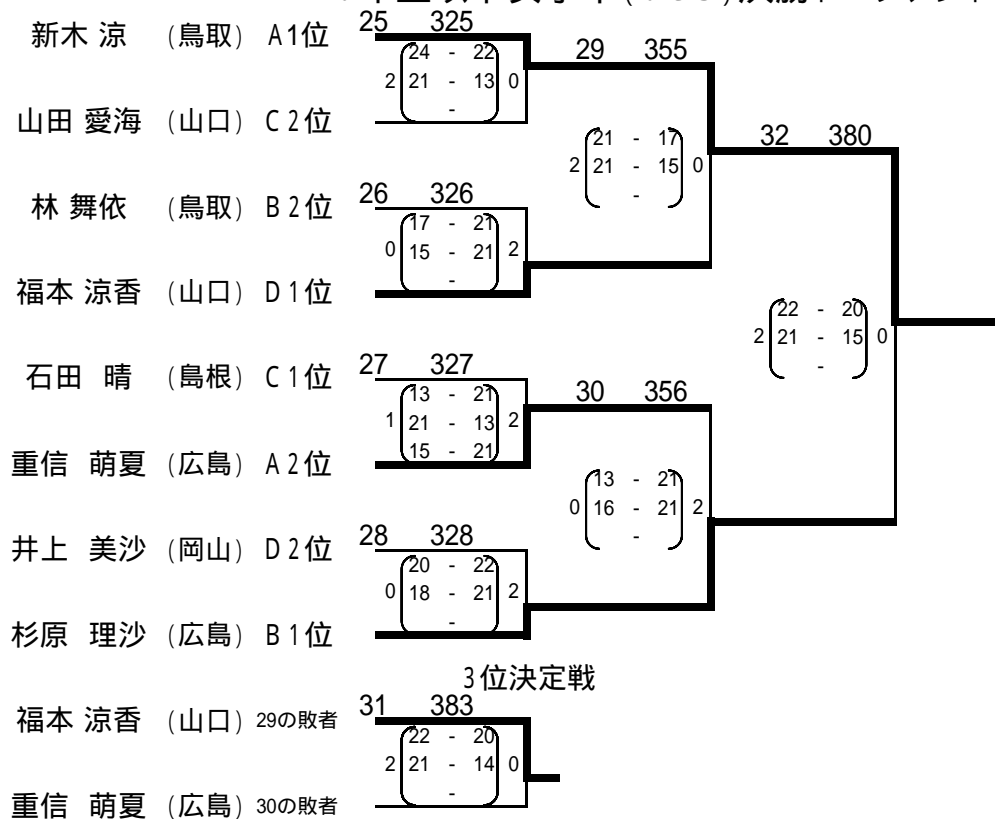 新木 涼 (鳥取) A1位
25 325
24 - 22
2 21 - 13 0
-
山田 愛海 (山口) C2位
29 355
21 - 17
2 21 - 15 0
-
林 舞依 (鳥取) B2位
26 326
17 - 21
0 15 - 21 2
-
福本 涼香 (山口) D1位
32 380
22 - 20
2 21 - 15 0
-
石田 晴 (島根) C1位
27 327
13 - 21
1 21 - 13 2
15 - 21
重信 萌夏 (広島) A2位
30 356
13 - 21
0 16 - 21 2
-
井上 美沙 (岡山) D2位
28 328
20 - 22
0 18 - 21 2
-
杉原 理沙 (広島) B1位
3位決定戦
福本 涼香 (山口) 29の敗者
31 383
22 - 20
2 21 - 14 0
-
重信 萌夏 (広島) 30の敗者